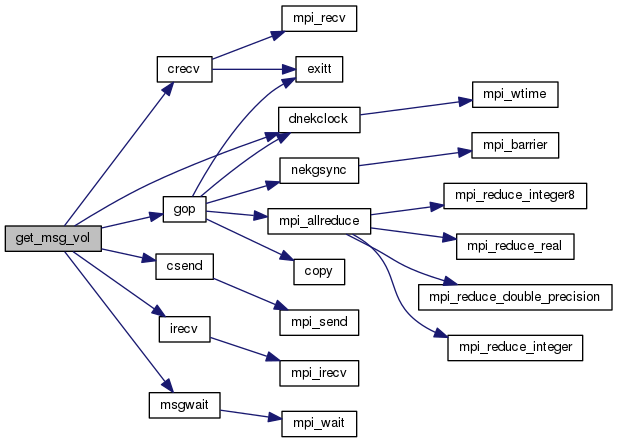 mpi_recv
crecv
exitt
mpi_wtime
dnekclock
mpi_barrier
nekgsync
mpi_reduce_integer8
gop
mpi_allreduce
get_msg_vol
mpi_reduce_real
csend
copy
mpi_reduce_double_precision
mpi_send
irecv
mpi_reduce_integer
mpi_irecv
msgwait
mpi_wait